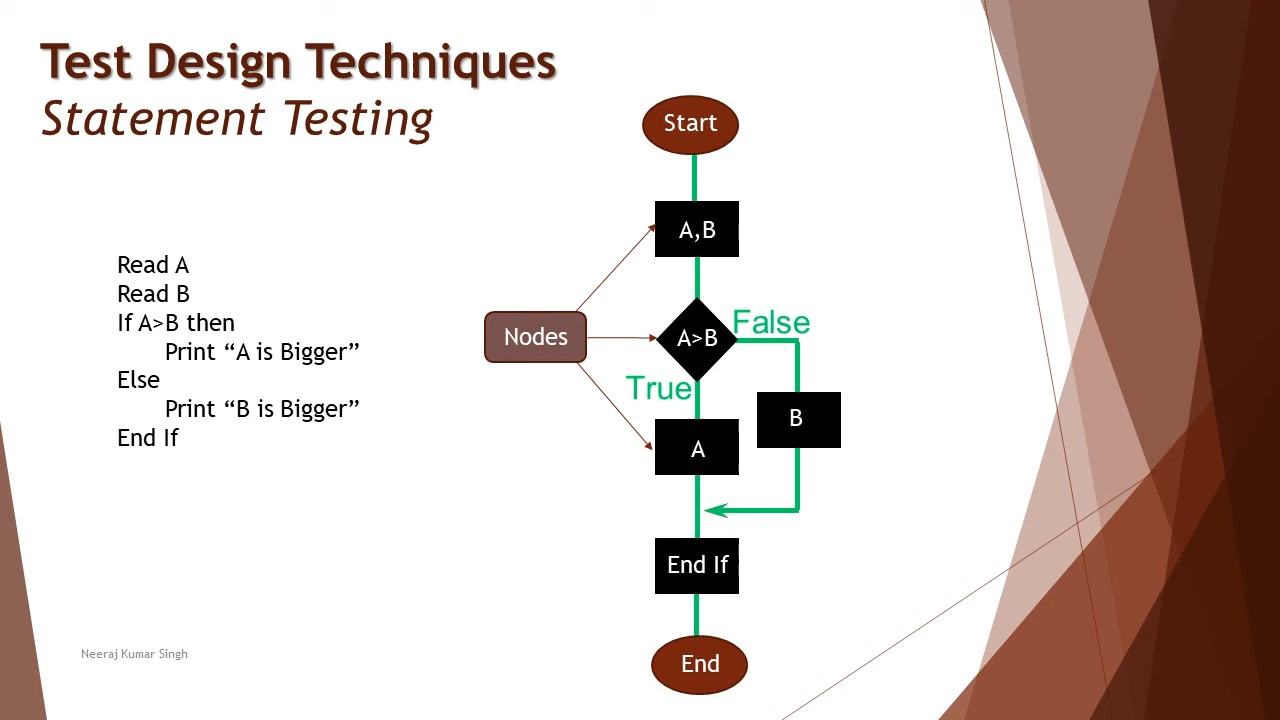 Test Design Techniques
Statement Testing
Read A
Read B
If A>B then
Print “A is Bigger”
Else
Print “B is Bigger”
End If
Nodes
Start
A,B
A>B
False
True
B
A
End If
End
Neeraj Kumar Singh